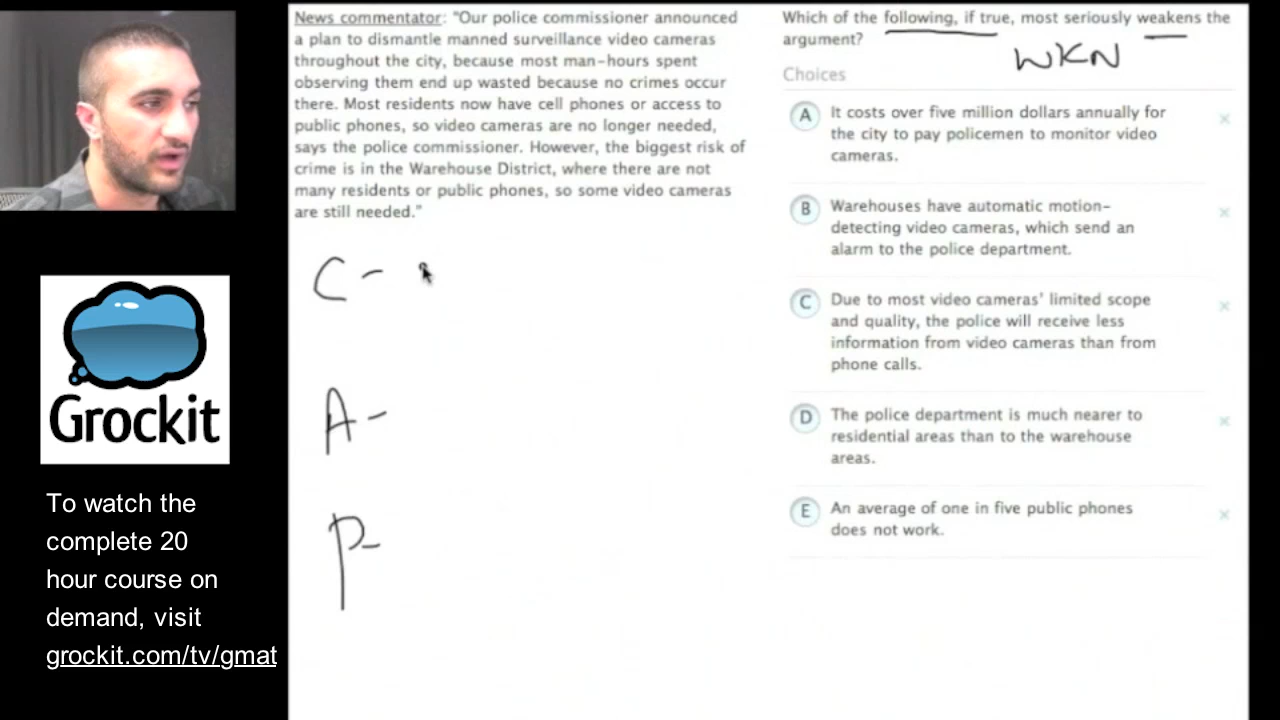 News commentator: "Our police commissioner announced
a plan to dismantle manned surveillance video cameras
throughout the city, because most man-hours spent
observing them end up wasted because no crimes occur
there. Most residents now have cell phones or access to
public phones, so video cameras are no longer needed,
says the police commissioner. However, the biggest risk of
crime is in the Warehouse District, where there are not
many residents or public phones, so some video cameras
are still needed."
C-
A-
P-
Which of the following, if true, most seriously weakens the
argument?
WKN
Choices
A It costs over five million dollars annually for
the city to pay policemen to monitor video
cameras.
B Warehouses have automatic motion-
detecting video cameras, which send an
alarm to the police department.
C Due to most video cameras' limited scope
and quality, the police will receive less
information from video cameras than from
phone calls.
D The police department is much nearer to
residential areas than to the warehouse
areas.
E An average of one in five public phones
does not work.
Grockit
To watch the
complete 20
hour course on
demand, visit
grockit.com/tv/gmat